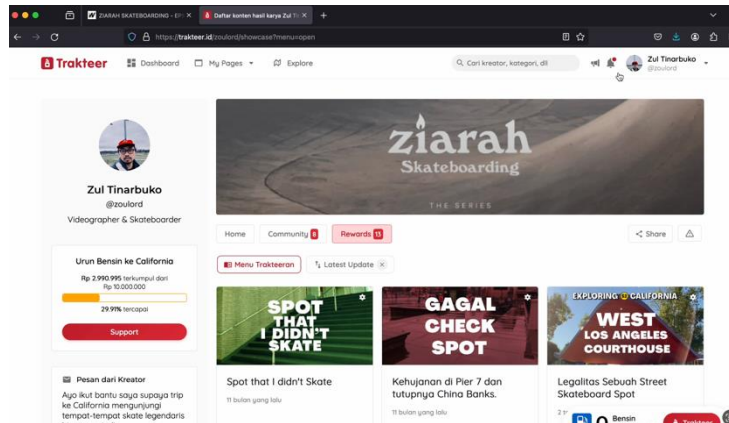 ZIARAH SKATEBOARDING - EP
Daftar konten hasil karya Zul Ti
https://trakteer.id/zoulord/showcase?menu=open
Trakteer
Dashboard
My Pages
Explore
Cari kreator, kategori, dll
Zul Tinarbuko
@zoulord
ziarah
Skateboarding
THE SERIES
Zul Tinarbuko
@zoulord
Videographer & Skateboarder
Home
Community 8
Rewards 13
Share
Urun Bensin ke California
Rp 2.990.995 terkumpul dari
Rp 10.000.000
29.91% tercapai
Support
Menu Trakteeran
Latest Update
SPOT
THAT
I DIDN'T
SKATE
GAGAL
CHECK
SPOT
EXPLORING CALIFORNIA
WEST
LOS ANGELES
COURTHOUSE
Spot that I didn't Skate
11 bulan yang lalu
Kehujanan di Pier 7 dan
tutupnya China Banks.
11 bulan yang lalu
Legalitas Sebuah Street
Skateboard Spot
Pesan dari Kreator
Ayo ikut bantu saya supaya trip
ke California mengunjungi
tempat-tempat skate legendaris
0 Bensin
Trakteer